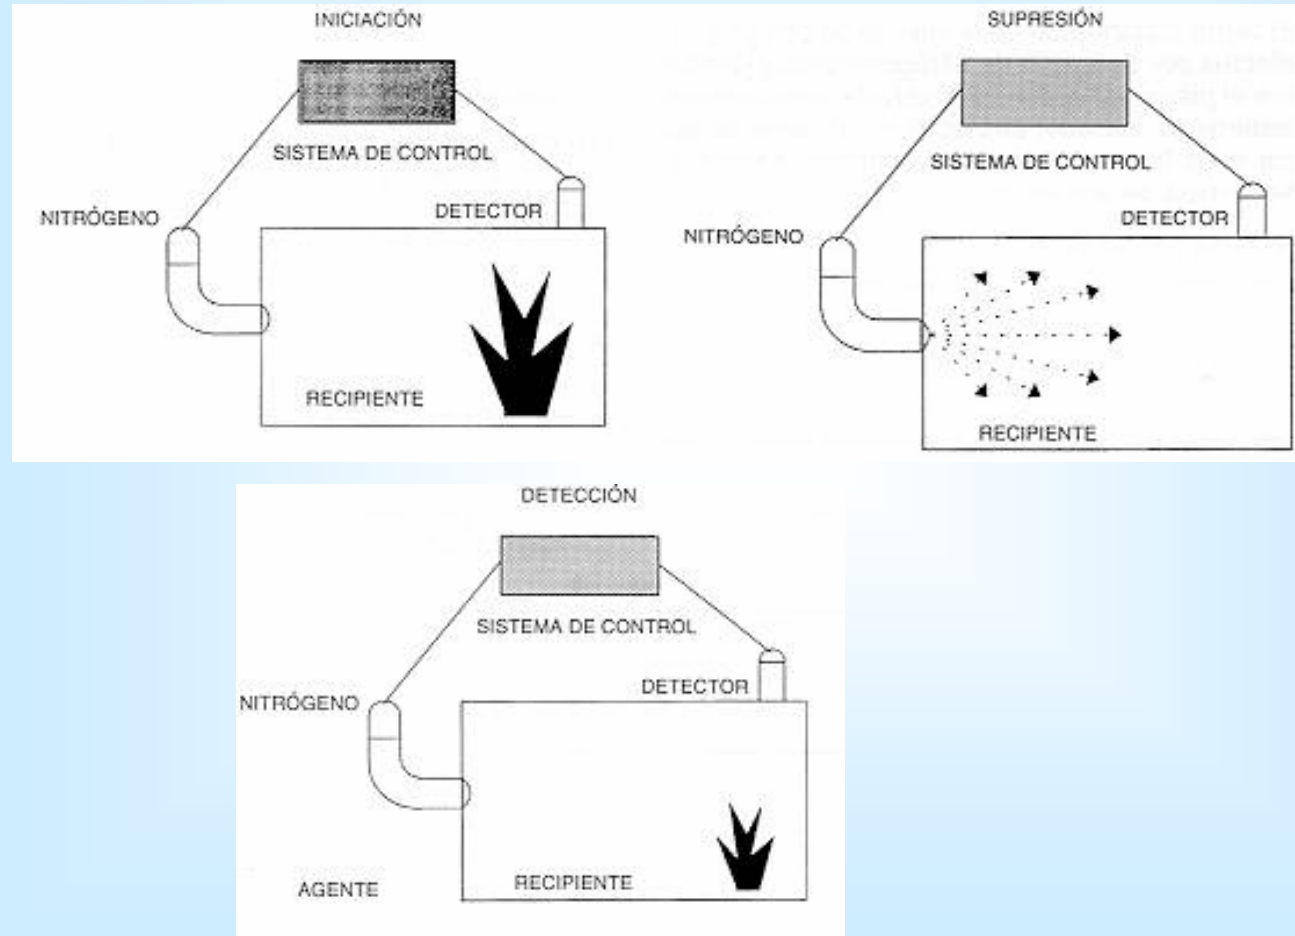 INICIACIÓN
SISTEMA DE CONTROL
NITRÓGENO
DETECTOR
RECIPIENTE
SUPRESIÓN
SISTEMA DE CONTROL
NITRÓGENO
DETECTOR
RECIPIENTE
DETECCIÓN
SISTEMA DE CONTROL
NITRÓGENO
DETECTOR
AGENTE
RECIPIENTE